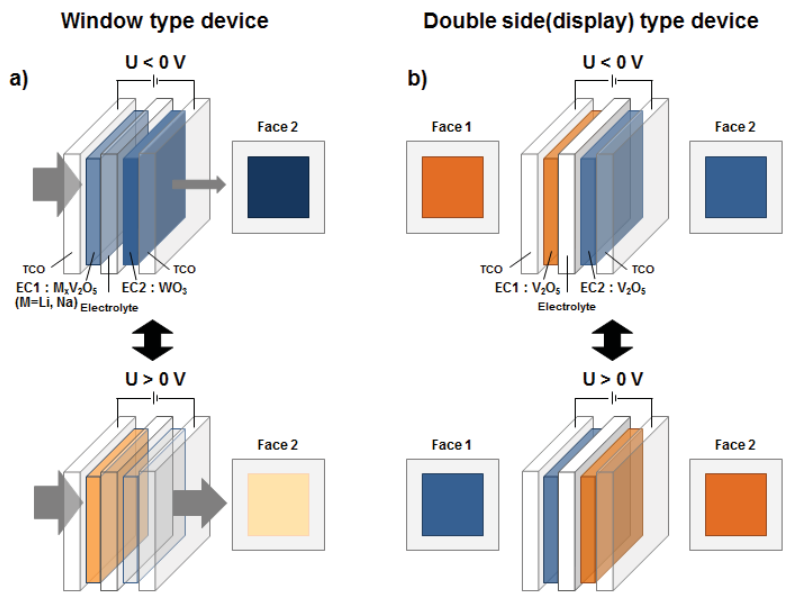 Window type device
Double side(display) type device
a)
U < 0 V
Face 2
TCO
TCO
EC1 : MₓV₂O₅
(M=Li, Na)
Electrolyte
EC2 : WO₃
U > 0 V
Face 2
b)
U < 0 V
Face 1
Face 2
TCO
TCO
EC1 : V₂O₅
EC2 : V₂O₅
Electrolyte
U > 0 V
Face 1
Face 2